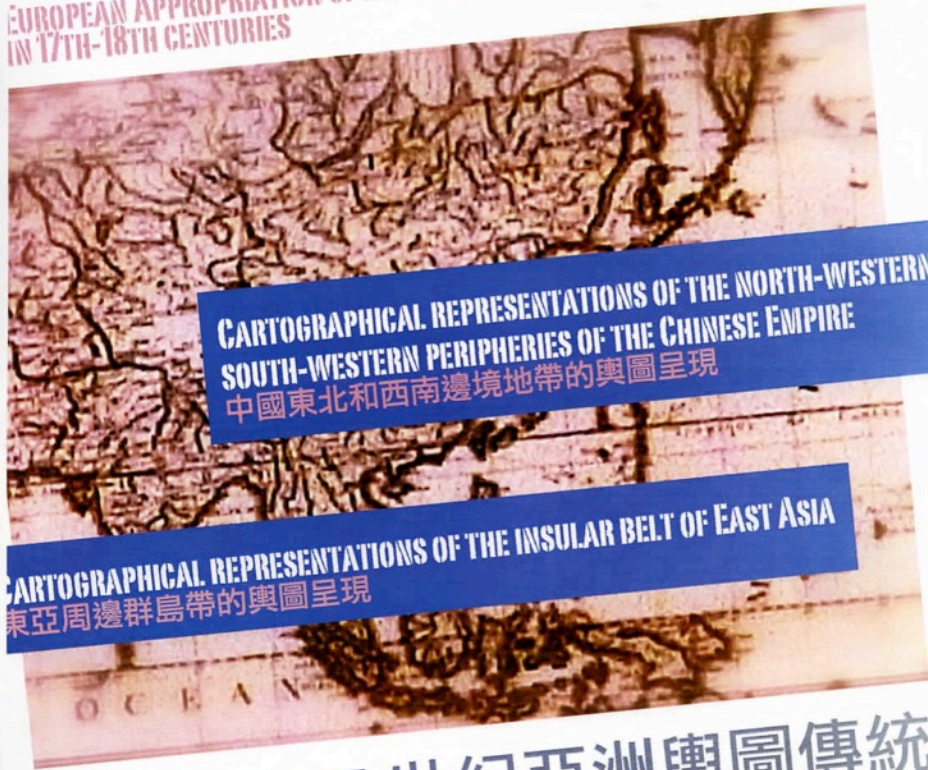 EUROPEAN APPROPRIATION
IN 17TH-18TH CENTURIES
CARTOGRAPHICAL REPRESENTATIONS OF THE NORTH-WESTERN
SOUTH-WESTERN PERIPHERIES OF THE CHINESE EMPIRE
中國東北和西南邊境地帶的輿圖呈現
CARTOGRAPHICAL REPRESENTATIONS OF THE INSULAR BELT OF EAST ASIA
東亞周邊群島帶的輿圖呈現
OCEAN
世紀亞洲輿圖傳統